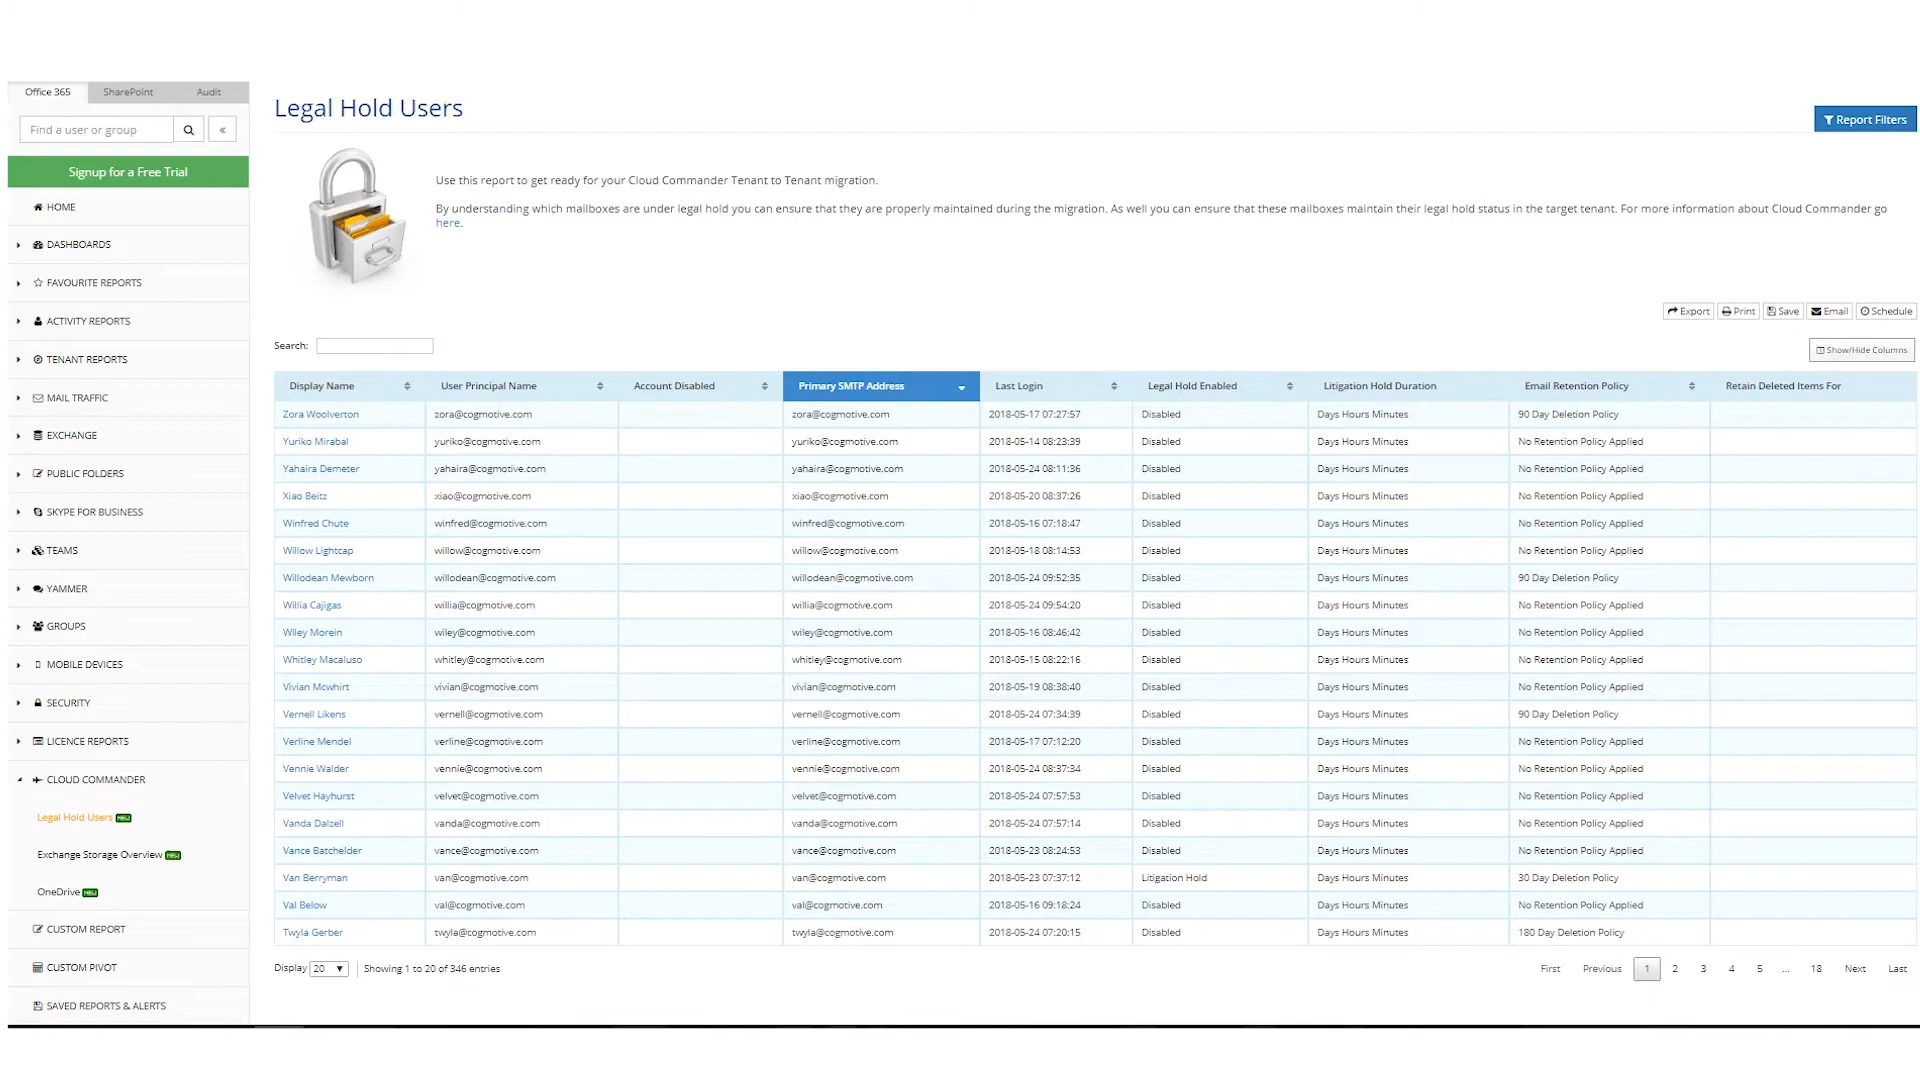 Office 365 SharePoint Audit
Find a user or group «
Signup for a Free Trial
HOME
DASHBOARDS
FAVOURITE REPORTS
ACTIVITY REPORTS
TENANT REPORTS
MAIL TRAFFIC
EXCHANGE
PUBLIC FOLDERS
SKYPE FOR BUSINESS
TEAMS
YAMMER
GROUPS
MOBILE DEVICES
SECURITY
LICENCE REPORTS
CLOUD COMMANDER
Legal Hold Users NEW
Exchange Storage Overview NEW
OneDrive NEW
CUSTOM REPORT
CUSTOM PIVOT
SAVED REPORTS & ALERTS
Legal Hold Users
Report Filters
Use this report to get ready for your Cloud Commander Tenant to Tenant migration.
By understanding which mailboxes are under legal hold you can ensure that they are properly maintained during the migration. As well you can ensure that these mailboxes maintain their legal hold status in the target tenant. For more information about Cloud Commander go
here.
Export Print Save Email Schedule
Search:
Show/Hide Columns
Display Name User Principal Name Account Disabled Primary SMTP Address Last Login Legal Hold Enabled Litigation Hold Duration Email Retention Policy Retain Deleted Items For
Zora Woolverton zora@cogmotive.com zora@cogmotive.com 2018-05-17 07:27:57 Disabled Days Hours Minutes 90 Day Deletion Policy
Yuriko Mirabal yuriko@cogmotive.com yuriko@cogmotive.com 2018-05-14 08:23:39 Disabled Days Hours Minutes No Retention Policy Applied
Yahaira Demeter yahaira@cogmotive.com yahaira@cogmotive.com 2018-05-24 08:11:36 Disabled Days Hours Minutes No Retention Policy Applied
Xiao Beitz xiao@cogmotive.com xiao@cogmotive.com 2018-05-20 08:37:26 Disabled Days Hours Minutes No Retention Policy Applied
Winfred Chute winfred@cogmotive.com winfred@cogmotive.com 2018-05-16 07:18:47 Disabled Days Hours Minutes No Retention Policy Applied
Willow Lightcap willow@cogmotive.com willow@cogmotive.com 2018-05-18 08:14:53 Disabled Days Hours Minutes No Retention Policy Applied
Willodean Mewborn willodean@cogmotive.com willodean@cogmotive.com 2018-05-24 09:52:35 Disabled Days Hours Minutes 90 Day Deletion Policy
Willia Cajigas willia@cogmotive.com willia@cogmotive.com 2018-05-24 09:54:20 Disabled Days Hours Minutes No Retention Policy Applied
Wiley Morein wiley@cogmotive.com wiley@cogmotive.com 2018-05-16 08:46:42 Disabled Days Hours Minutes No Retention Policy Applied
Whitley Macaluso whitley@cogmotive.com whitley@cogmotive.com 2018-05-15 08:22:16 Disabled Days Hours Minutes No Retention Policy Applied
Vivian Mcwhirt vivian@cogmotive.com vivian@cogmotive.com 2018-05-19 08:38:40 Disabled Days Hours Minutes No Retention Policy Applied
Vernell Likens vernell@cogmotive.com vernell@cogmotive.com 2018-05-24 07:34:39 Disabled Days Hours Minutes 90 Day Deletion Policy
Verline Mendel verline@cogmotive.com verline@cogmotive.com 2018-05-17 07:12:20 Disabled Days Hours Minutes No Retention Policy Applied
Vennie Walder vennie@cogmotive.com vennie@cogmotive.com 2018-05-24 08:37:34 Disabled Days Hours Minutes No Retention Policy Applied
Velvet Hayhurst velvet@cogmotive.com velvet@cogmotive.com 2018-05-24 07:57:53 Disabled Days Hours Minutes No Retention Policy Applied
Vanda Dalzell vanda@cogmotive.com vanda@cogmotive.com 2018-05-24 07:57:14 Disabled Days Hours Minutes No Retention Policy Applied
Vance Batchelder vance@cogmotive.com vance@cogmotive.com 2018-05-23 08:24:53 Disabled Days Hours Minutes No Retention Policy Applied
Van Berryman van@cogmotive.com van@cogmotive.com 2018-05-23 07:37:12 Litigation Hold Days Hours Minutes 30 Day Deletion Policy
Val Below val@cogmotive.com val@cogmotive.com 2018-05-16 09:18:24 Disabled Days Hours Minutes No Retention Policy Applied
Twyla Gerber twyla@cogmotive.com twyla@cogmotive.com 2018-05-24 07:20:15 Disabled Days Hours Minutes 180 Day Deletion Policy
Display 20 Showing 1 to 20 of 346 entries First Previous 1 2 3 4 5 ... 18 Next Last